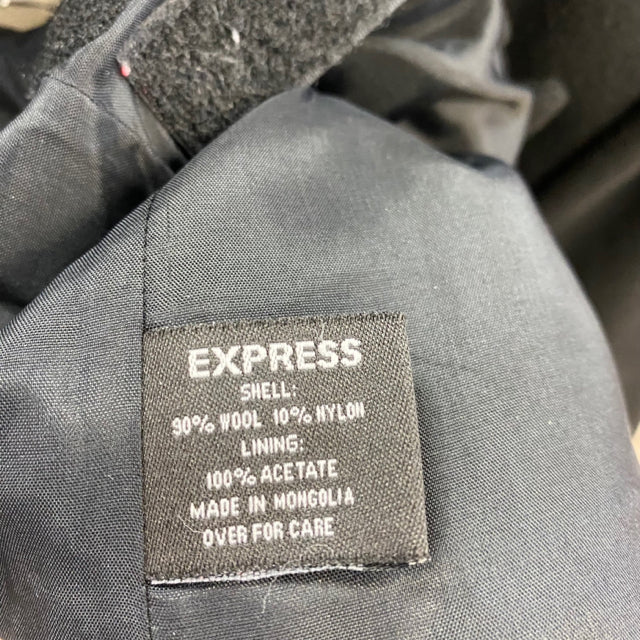 EXPRESS
SHELL:
90% WOOL 10% NYLON
LINING:
100% ACETATE
MADE IN MONGOLIA
OVER FOR CARE